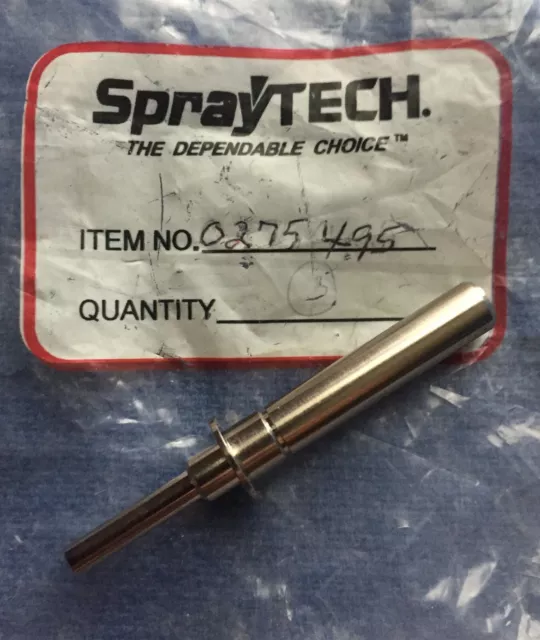 SprayTECH.
THE DEPENDABLE CHOICE™
ITEM NO. 0275495
QUANTITY